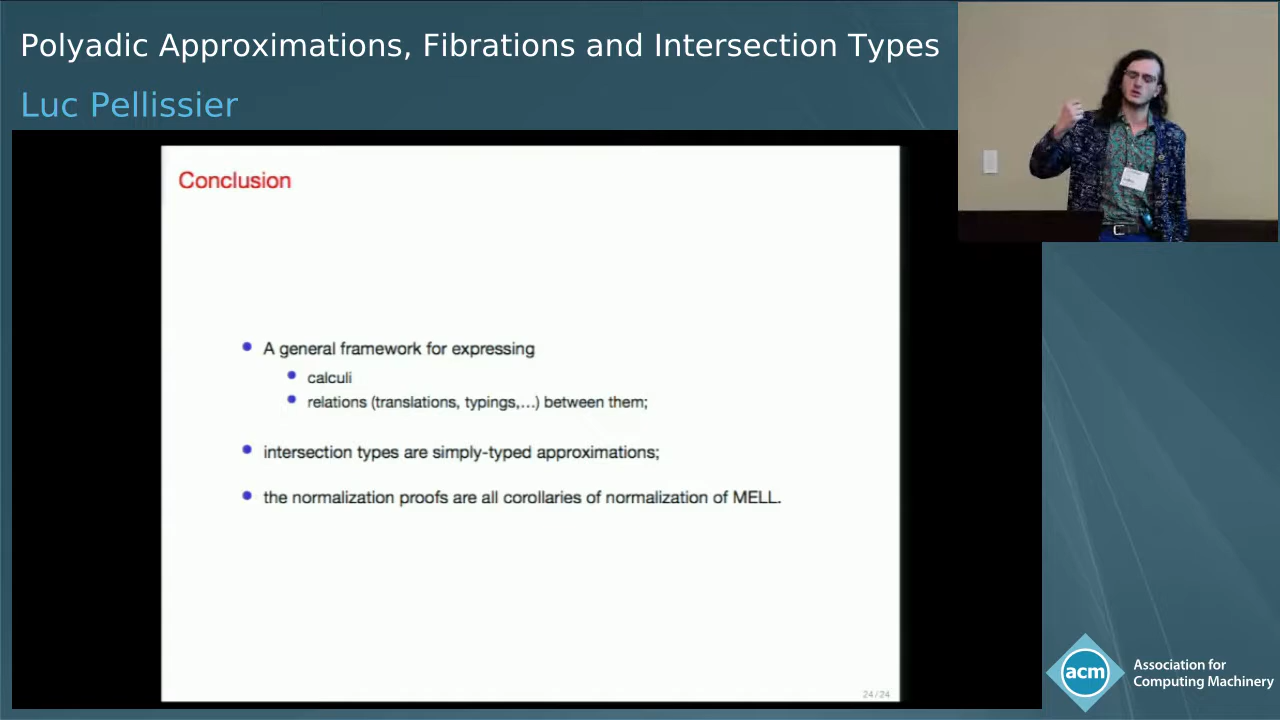 Polyadic Approximations, Fibrations and Intersection Types
Luc Pellissier
Conclusion
A general framework for expressing
calculi
relations (translations, typings,...) between them;
intersection types are simply-typed approximations;
the normalization proofs are all corollaries of normalization of MELL.
24/24
acm
Association for
Computing Machinery